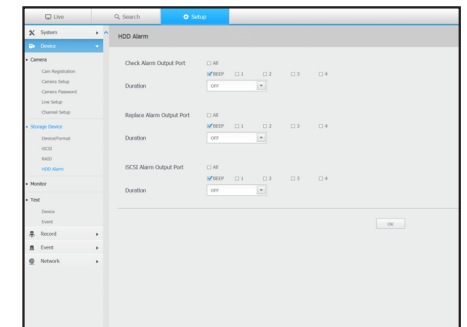 Live
Search
Setup
System
Device
Camera
Cam Registration
Camera Setup
Camera Password
Live Setup
Channel Setup
Storage Device
Device/Format
iSCSI
RAID
HDD Alarm
Monitor
Text
Device
Event
Record
Event
Network
HDD Alarm
Check Alarm Output Port
All
BEEP 1 2 3 4
Duration OFF
Replace Alarm Output Port
All
BEEP 1 2 3 4
Duration OFF
iSCSI Alarm Output Port
All
BEEP 1 2 3 4
Duration OFF
OK